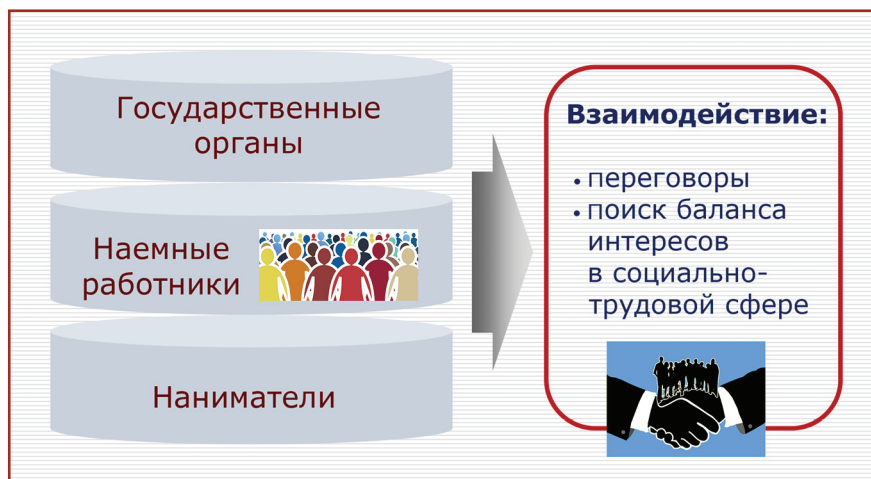 Государственные
органы
Наемные
работники
Наниматели
Взаимодействие:
• переговоры
• поиск баланса
интересов
в социально-
трудовой сфере